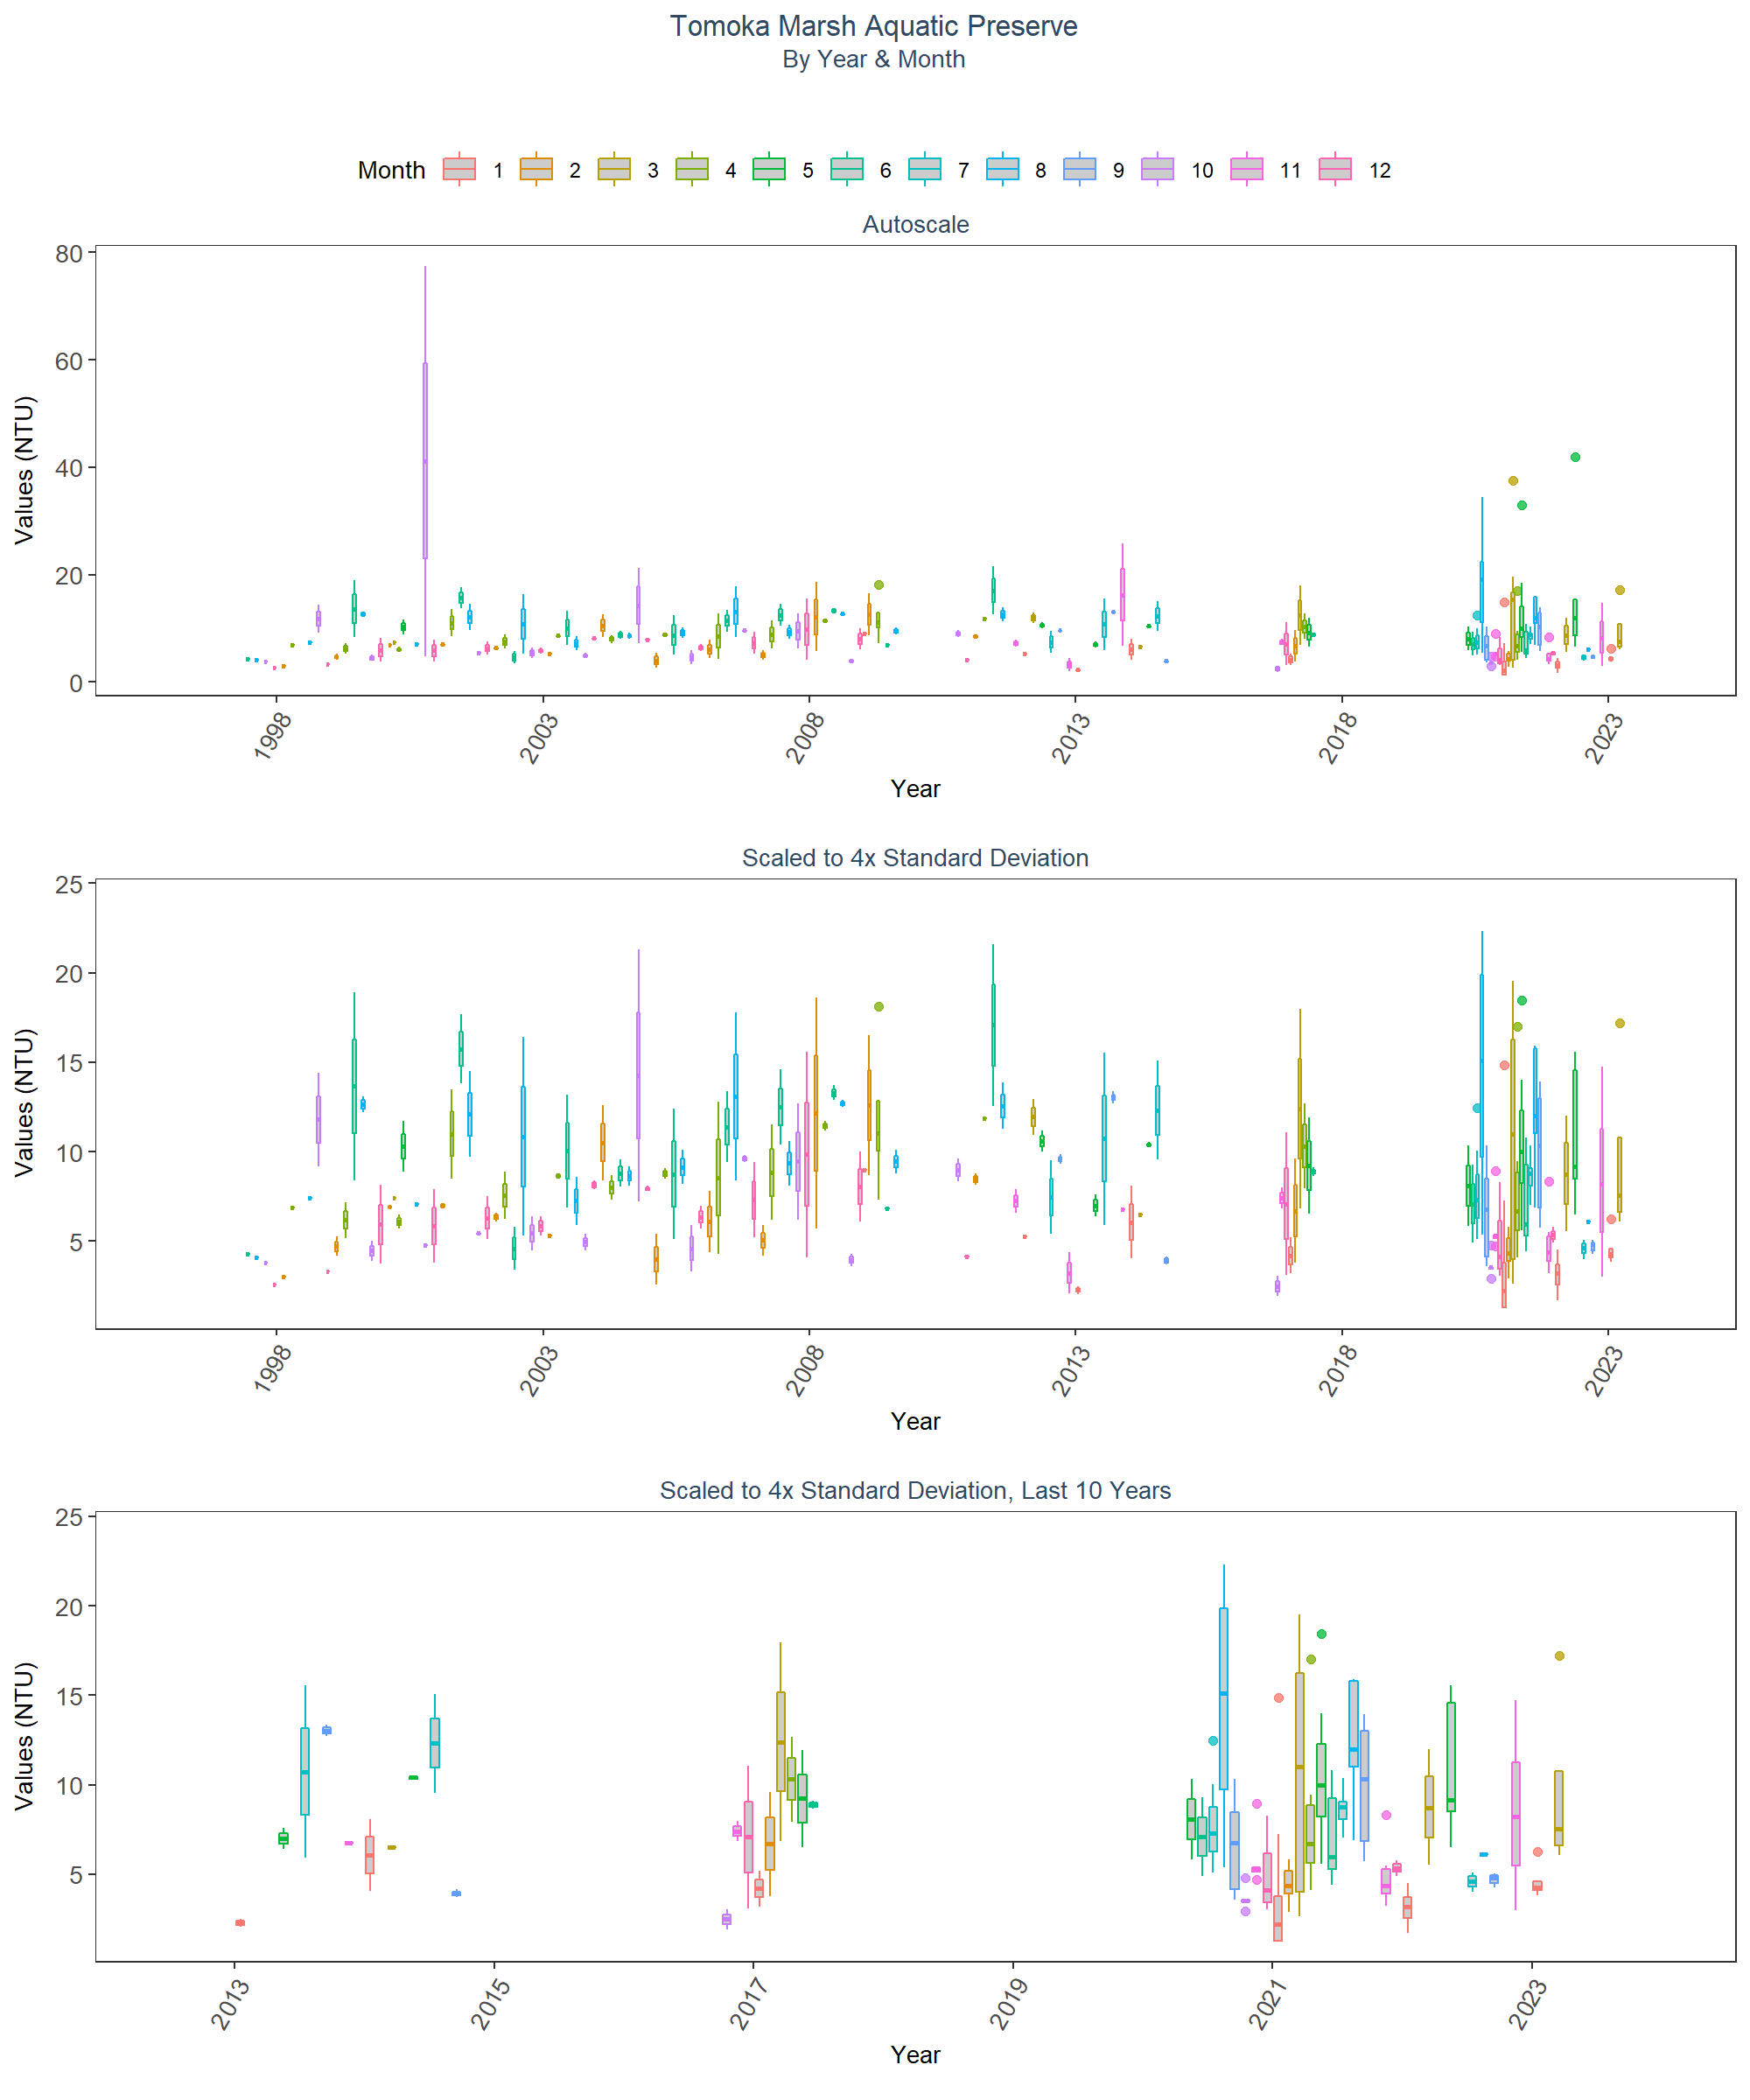 Tomoka Marsh Aquatic Preserve
By Year & Month
Month 1 2 3 4 5 6 7 8 9 10 11 12
Autoscale
Values (NTU)
80
60
40
20
0
1998 2003 2008 2013 2018 2023
Year
Scaled to 4x Standard Deviation
Values (NTU)
25
20
15
10
5
1998 2003 2008 2013 2018 2023
Year
Scaled to 4x Standard Deviation, Last 10 Years
Values (NTU)
25
20
15
10
5
2013 2015 2017 2019 2021 2023
Year